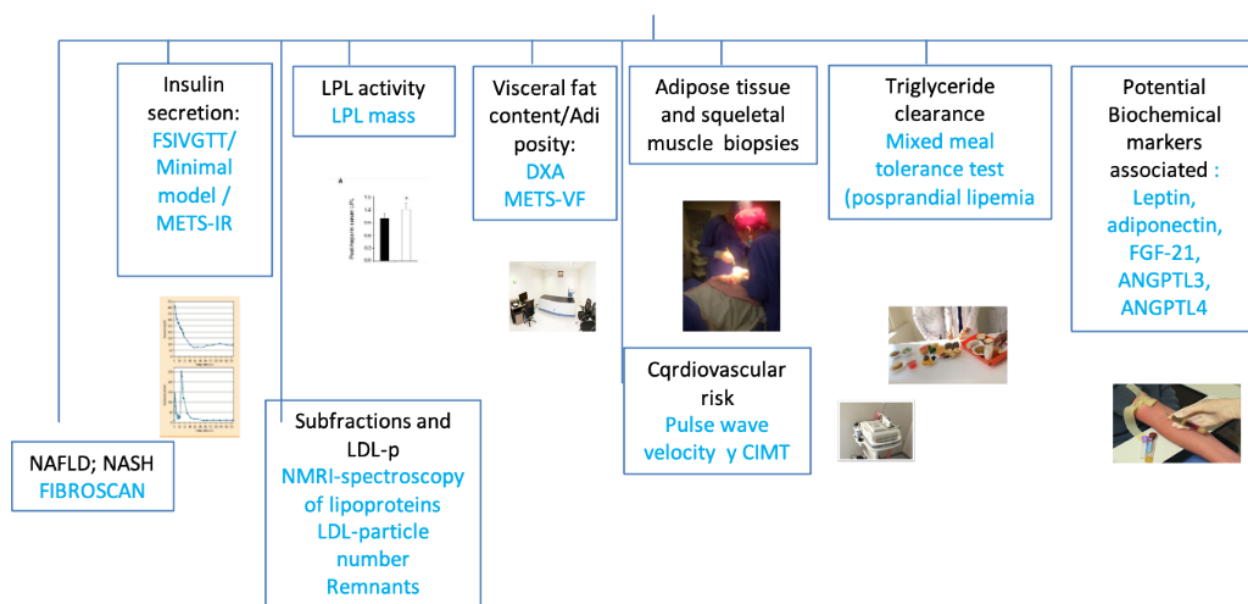 Insulin
secretion:
FSIVGTT/
Minimal
model /
METS-IR
LPL activity
LPL mass
Visceral fat
content/Adi
posity:
DXA
METS-VF
Adipose tissue
and squeletal
muscle biopsies
Triglyceride
clearance
Mixed meal
tolerance test
(posprandial lipemia
Potential
Biochemical
markers
associated :
Leptin,
adiponectin,
FGF-21,
ANGPTL3,
ANGPTL4
A
NAFLD; NASH
FIBROSCAN
Subfractions and
LDL-p
NMRI-spectroscopy
of lipoproteins
LDL-particle
number
Remnants
Cqrdiovascular
risk
Pulse wave
velocity y CIMT